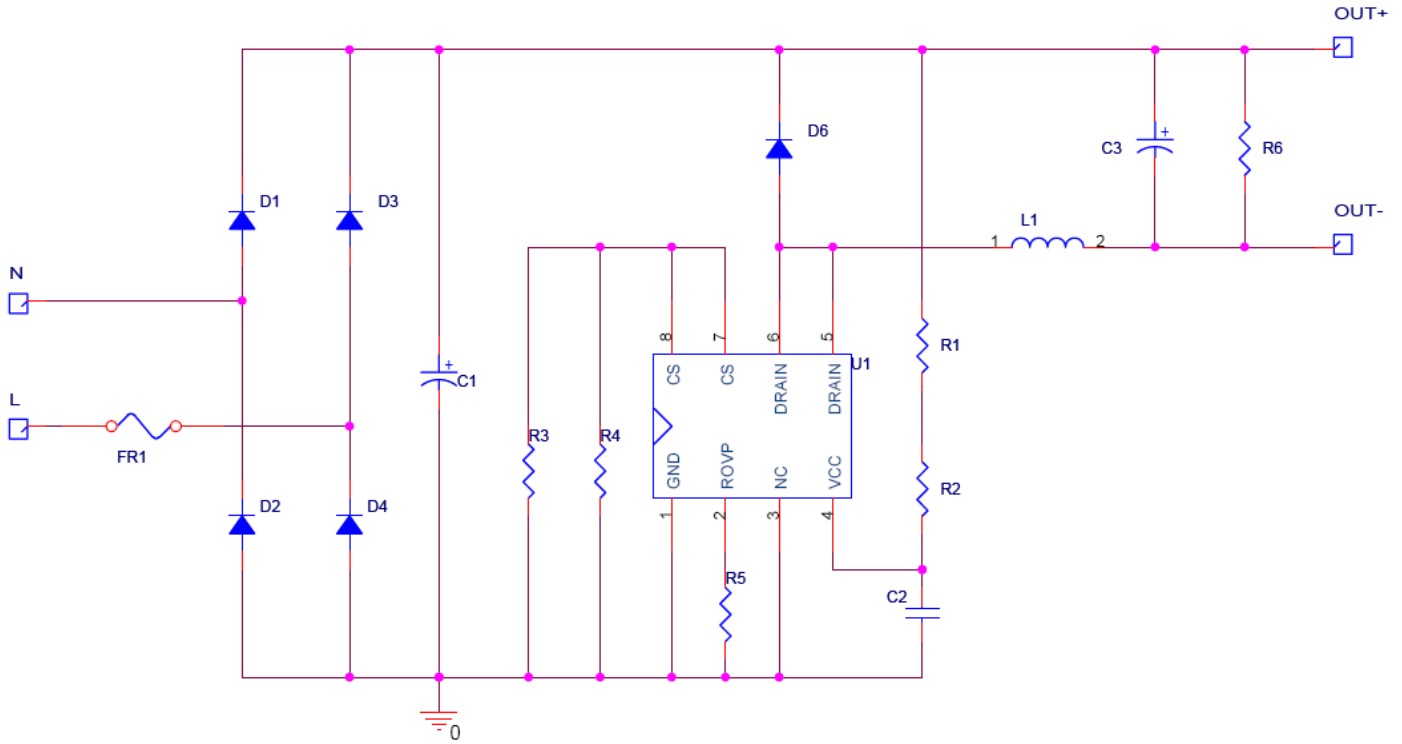 OUT+
D6
C3
R6
D1
D3
OUT-
L1
1
2
N
8
7
6
5
U1
R1
C1
CS
CS
DRAIN
DRAIN
L
FR1
R3
R4
GND
ROVP
NC
VCC
R2
D2
D4
1
2
3
4
R5
C2
0
+
+